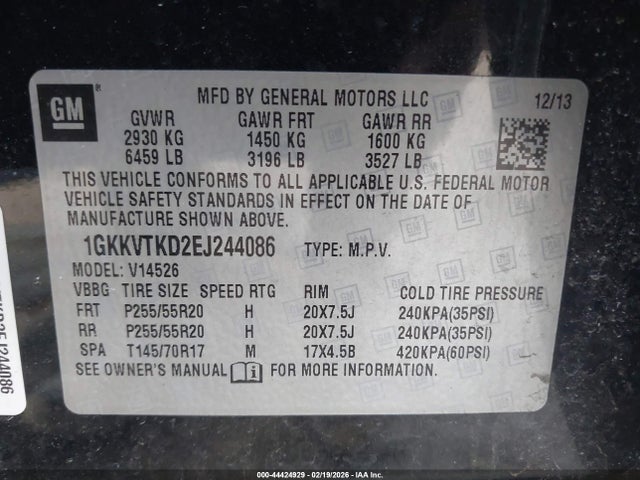 GM ®
MFD BY GENERAL MOTORS LLC 12/13
GVWR GAWR FRT GAWR RR
2930 KG 1450 KG 1600 KG
6459 LB 3196 LB 3527 LB
THIS VEHICLE CONFORMS TO ALL APPLICABLE U.S. FEDERAL MOTOR
VEHICLE SAFETY STANDARDS IN EFFECT ON THE DATE OF
MANUFACTURE SHOWN ABOVE.
1GKKVTKD2EJ244086 TYPE: M.P.V.
MODEL: V14526
VBBG TIRE SIZE SPEED RTG RIM COLD TIRE PRESSURE
FRT P255/55R20 H 20X7.5J 240KPA(35PSI)
RR P255/55R20 H 20X7.5J 240KPA(35PSI)
SPA T145/70R17 M 17X4.5B 420KPA(60PSI)
SEE OWNER'S MANUAL FOR MORE INFORMATION.
000-44424929 - 02/19/2026 - IAA Inc.